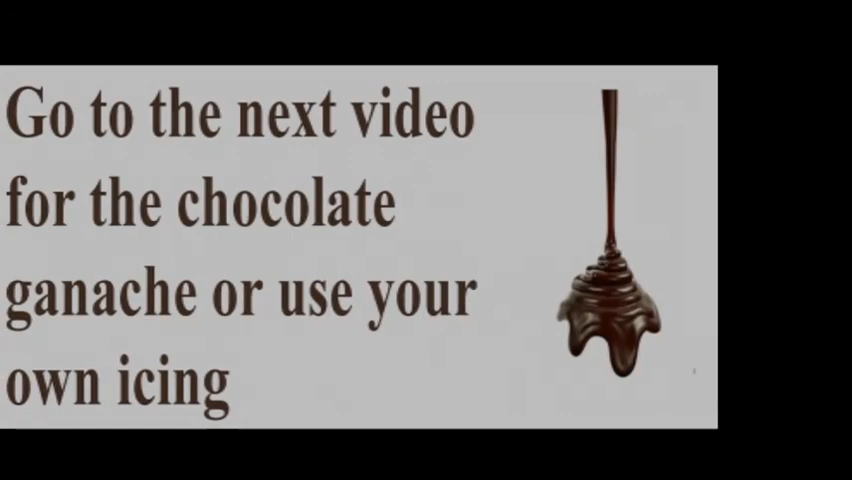 Go to the next video
for the chocolate
ganache or use your
own icing